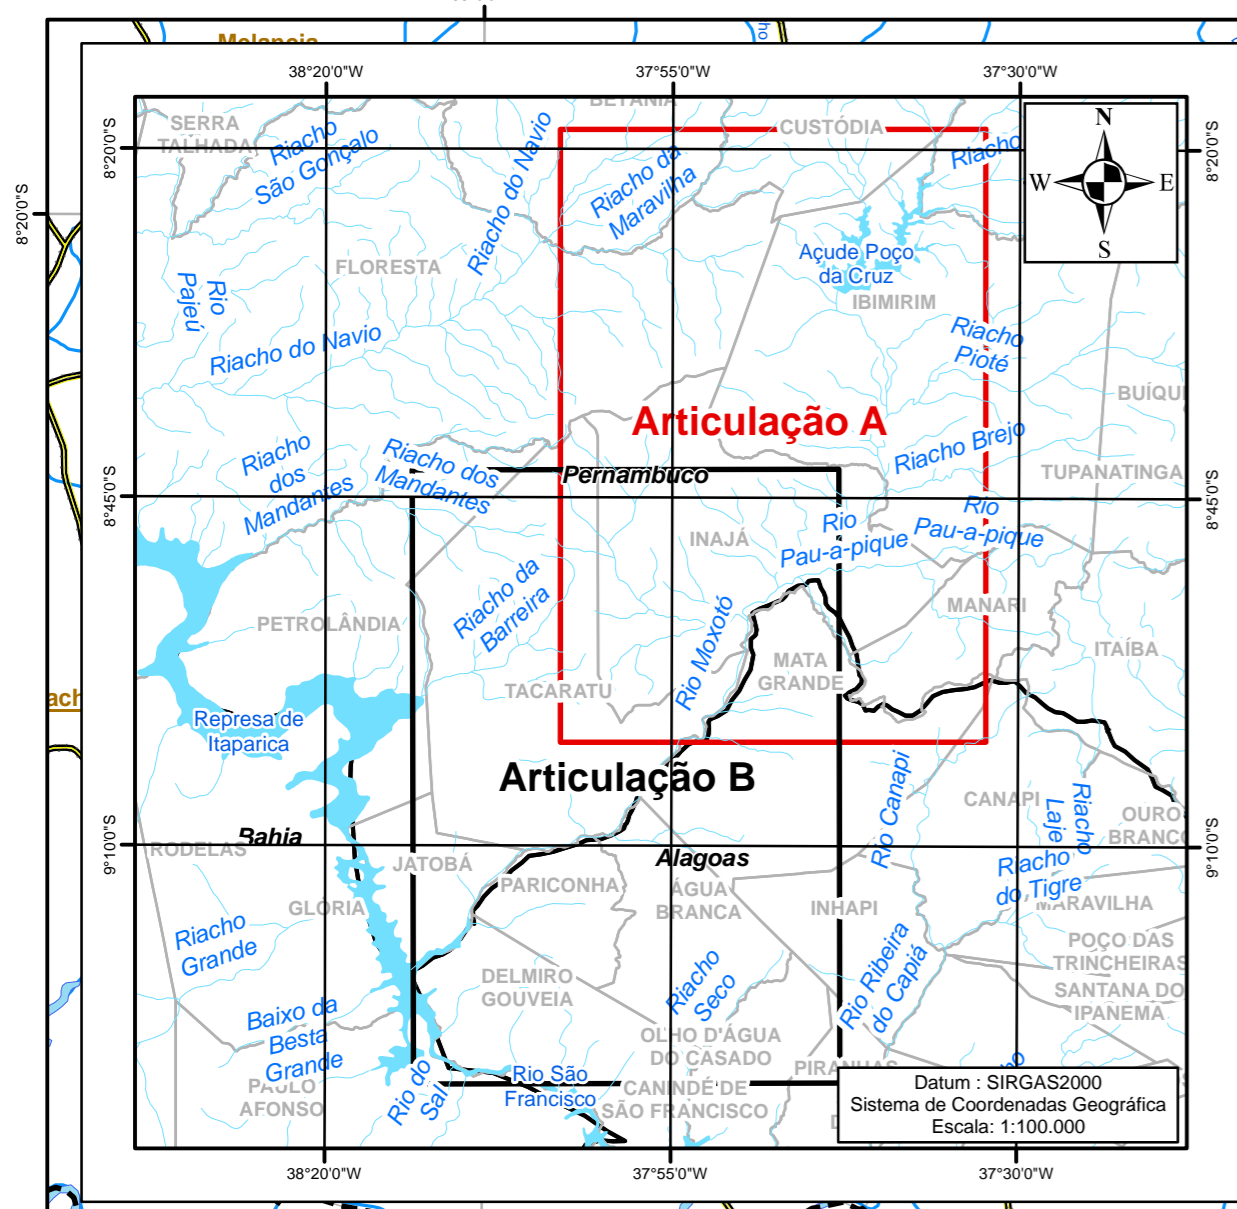 Melancia
ho
38°20'0"W
37°55'0"W
37°30'0"W
BETÂNIA
SERRA
TALHADA
CUSTÓDIA
Riacho
São Gonçalo
Riacho do Navio
Riacho da
Maravilha
Riacho
N
W
E
S
8°20'0"S
8°20'0"S
8°20'0"S
FLORESTA
Açude Poço
da Cruz
IBIMIRIM
Rio
Pajeú
Riacho do Navio
Riacho
Pioté
BUÍQU
Articulação A
Riacho
dos
Mandantes
Riacho dos
Mandantes
Pernambuco
Riacho Brejo
TUPANATINGA
8°45'0"S
8°45'0"S
INAJÁ
Rio
Pau-a-pique
Rio
Pau-a-pique
Riacho da
Barreira
PETROLÂNDIA
Rio Moxotó
MANARI
ITAÍBA
MATA
GRANDE
TACARATU
ach
Represa de
Itaparica
Articulação B
Rio Canapi
CANAPI
Riacho
Laje
OURO
BRANCO
Bahia
RODELAS
9°10'0"S
9°10'0"S
JATOBÁ
Alagoas
PARICONHA
ÁGUA
BRANCA
Riacho
do Tigre
MARAVILHA
GLORIA
INHAPI
Riacho
Grande
POÇO DAS
TRINCHEIRAS
DELMIRO
GOUVEIA
Riacho
Seco
Rio Ribeira
do Capiá
SANTANA DO
IPANEMA
Baixo da
Besta
Grande
OLHO D'ÁGUA
DO CASADO
PIRANHAS
PAULO
AFONSO
Rio do
Sal
Rio São
Francisco
CANINDÉ DE
SÃO FRANCISCO
Datum : SIRGAS2000
Sistema de Coordenadas Geográfica
Escala: 1:100.000
38°20'0"W
37°55'0"W
37°30'0"W